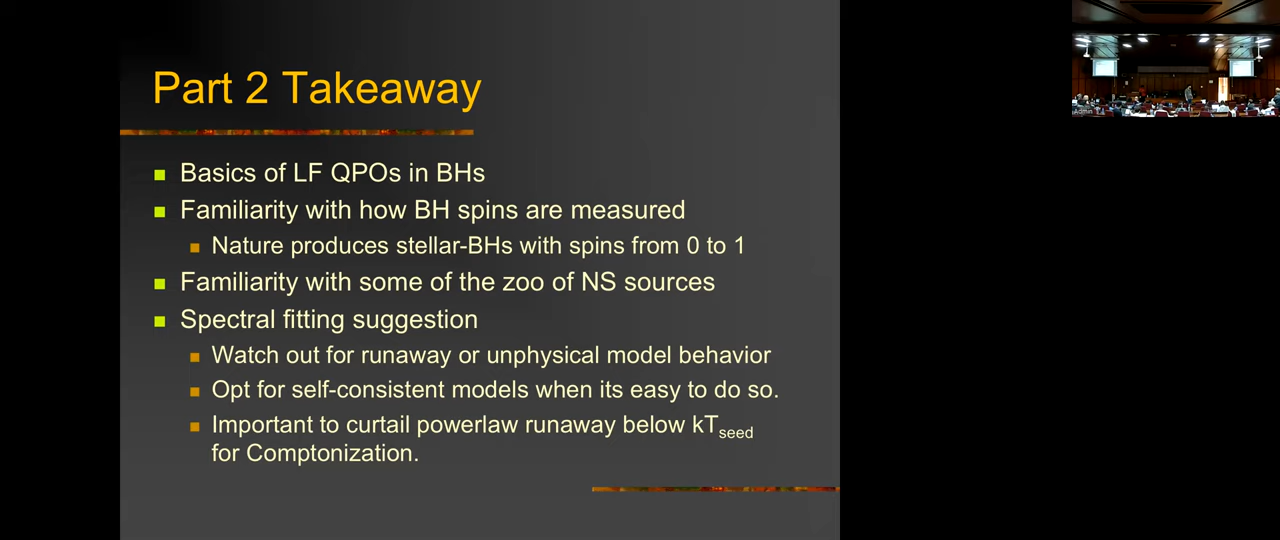 Part 2 Takeaway
Basics of LF QPOs in BHs
Familiarity with how BH spins are measured
Nature produces stellar-BHs with spins from 0 to 1
Familiarity with some of the zoo of NS sources
Spectral fitting suggestion
Watch out for runaway or unphysical model behavior
Opt for self-consistent models when its easy to do so.
Important to curtail powerlaw runaway below kTseed
for Comptonization.
Admin